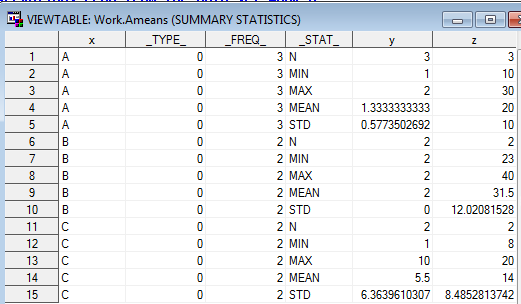 VIEWTABLE: Work.Ameans (SUMMARY STATISTICS)
x _TYPE_ _FREQ_ _STAT_ y z
1 A 0 3 N 3 3
2 A 0 3 MIN 1 10
3 A 0 3 MAX 2 30
4 A 0 3 MEAN 1.3333333333 20
5 A 0 3 STD 0.5773502692 10
6 B 0 2 N 2 2
7 B 0 2 MIN 2 23
8 B 0 2 MAX 2 40
9 B 0 2 MEAN 2 31.5
10 B 0 2 STD 0 12.02081528
11 C 0 2 N 2 2
12 C 0 2 MIN 1 8
13 C 0 2 MAX 10 20
14 C 0 2 MEAN 5.5 14
15 C 0 2 STD 6.3639610307 8.4852813742